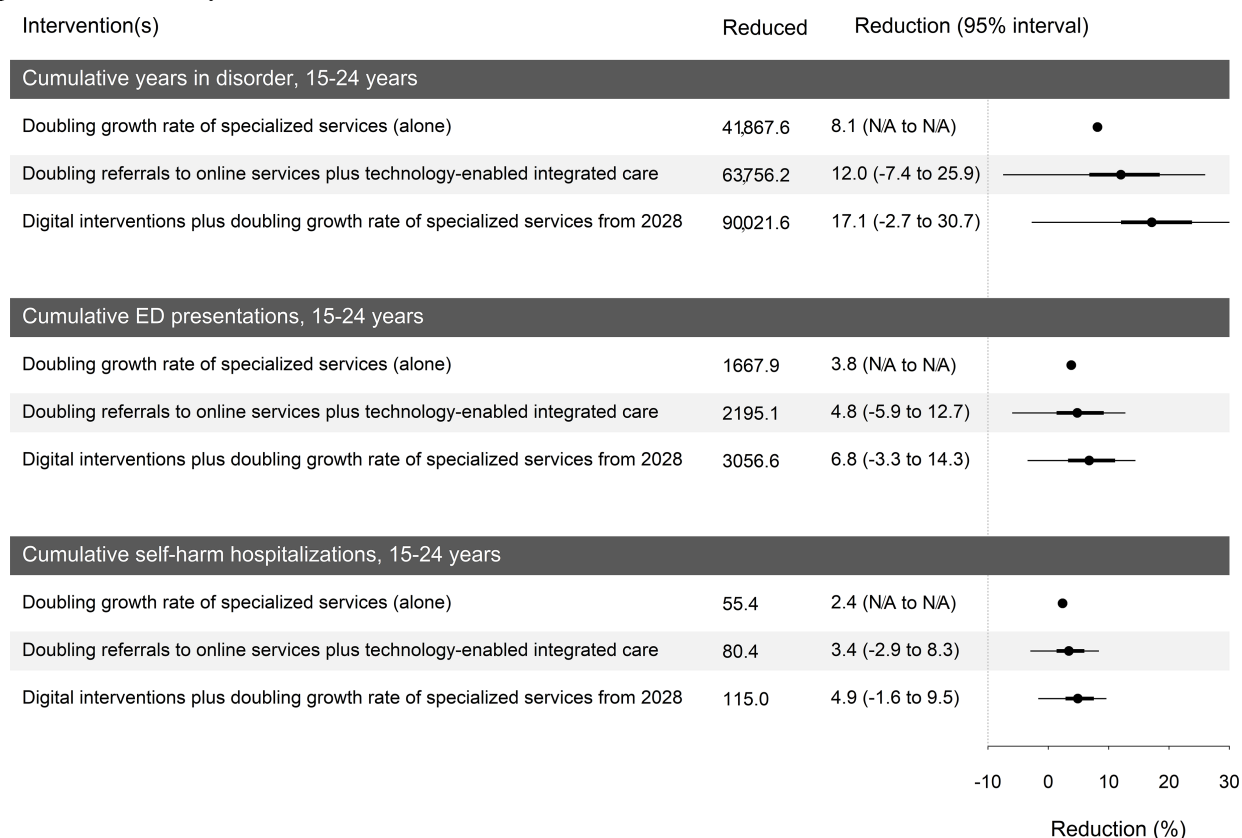 Intervention(s) Reduced Reduction (95% interval)
Cumulative years in disorder, 15-24 years
Doubling growth rate of specialized services (alone) 41,867.6 8.1 (N/A to N/A)
Doubling referrals to online services plus technology-enabled integrated care 63,756.2 12.0 (-7.4 to 25.9)
Digital interventions plus doubling growth rate of specialized services from 2028 90,021.6 17.1 (-2.7 to 30.7)
Cumulative ED presentations, 15-24 years
Doubling growth rate of specialized services (alone) 1667.9 3.8 (N/A to N/A)
Doubling referrals to online services plus technology-enabled integrated care 2195.1 4.8 (-5.9 to 12.7)
Digital interventions plus doubling growth rate of specialized services from 2028 3056.6 6.8 (-3.3 to 14.3)
Cumulative self-harm hospitalizations, 15-24 years
Doubling growth rate of specialized services (alone) 55.4 2.4 (N/A to N/A)
Doubling referrals to online services plus technology-enabled integrated care 80.4 3.4 (-2.9 to 8.3)
Digital interventions plus doubling growth rate of specialized services from 2028 115.0 4.9 (-1.6 to 9.5)
-10 0 10 20 30
Reduction (%)